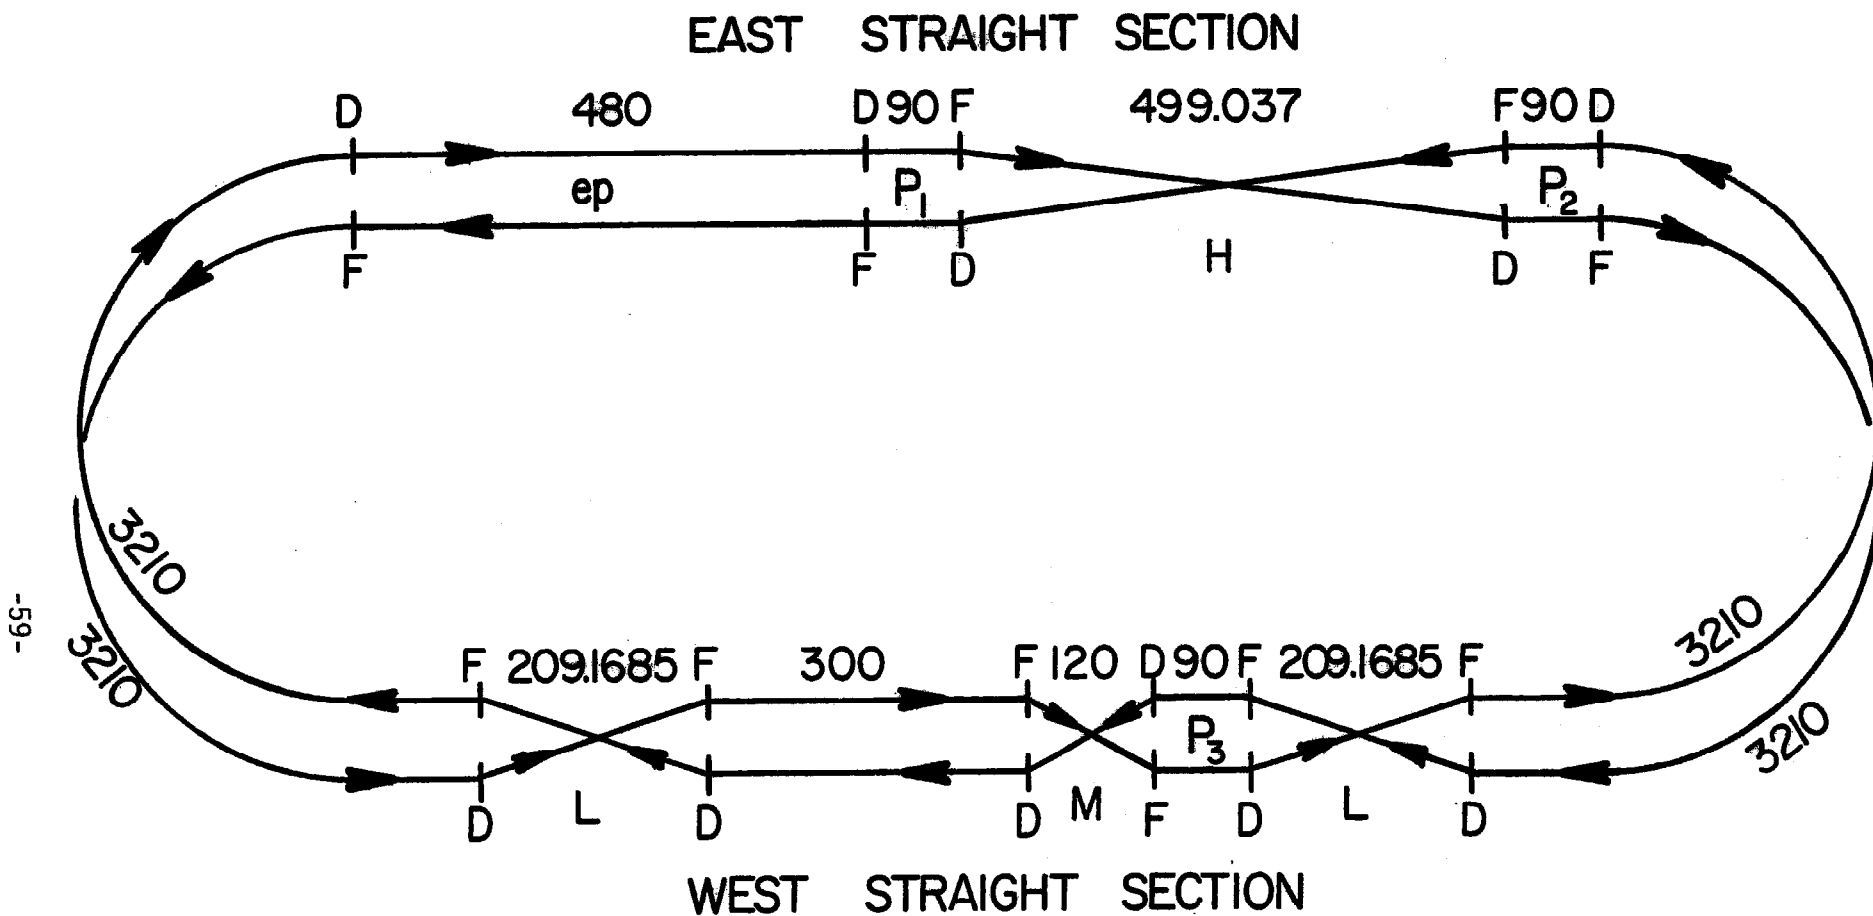 EAST STRAIGHT SECTION
D 480 D 90 F 499.037 F 90 D
ep P1 P2
F F D H D F
3210 3210
3210 3210
-59-
F 209.1685 F 300 F 120 D 90 F 209.1685 F
P3
D L D D M F D L D
WEST STRAIGHT SECTION